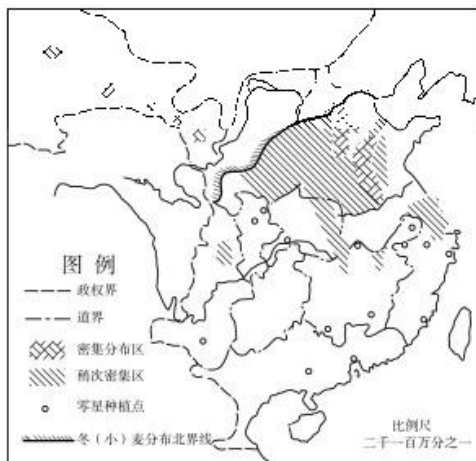 图例
政权界
道界
密集分布区
稍次密集区
零星种植点
冬（小）麦分布北界线
比例尺
二千一百万分之一